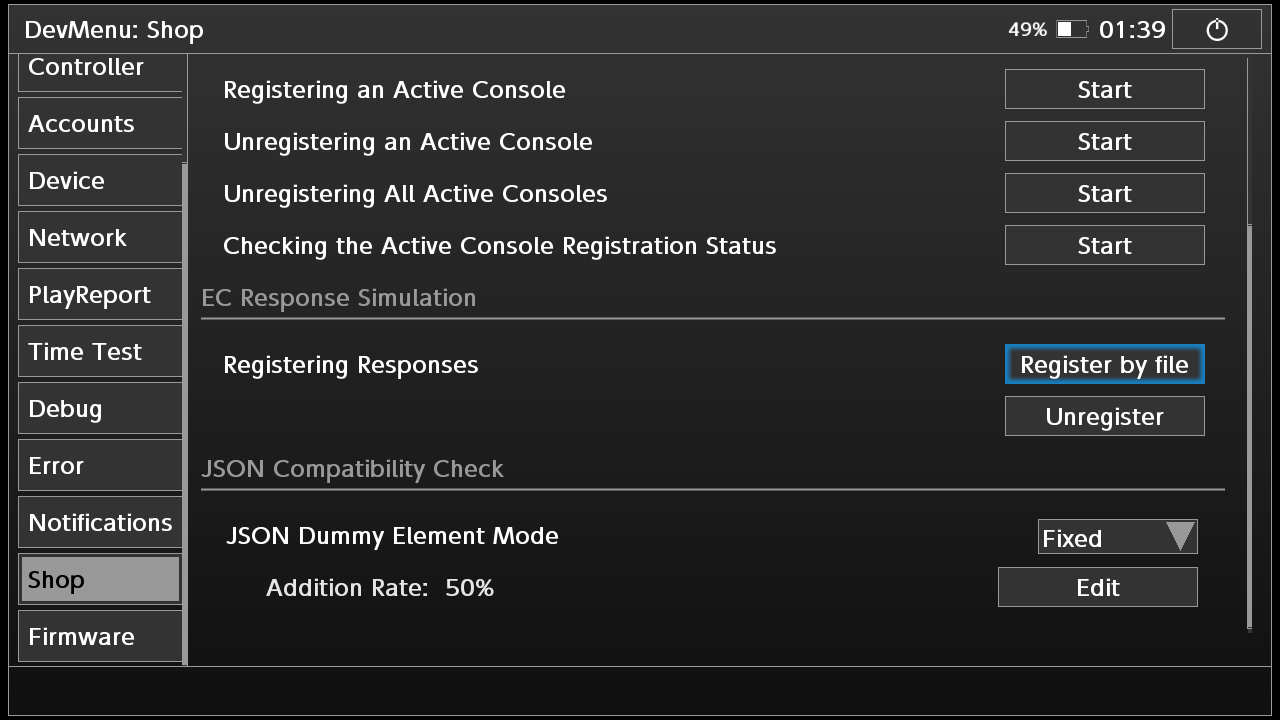 DevMenu: Shop
49% 01:39
Controller
Accounts
Device
Network
PlayReport
Time Test
Debug
Error
Notifications
Shop
Firmware
Registering an Active Console Start
Unregistering an Active Console Start
Unregistering All Active Consoles Start
Checking the Active Console Registration Status Start
EC Response Simulation
Registering Responses Register by file
Unregister
JSON Compatibility Check
JSON Dummy Element Mode Fixed
Addition Rate: 50% Edit